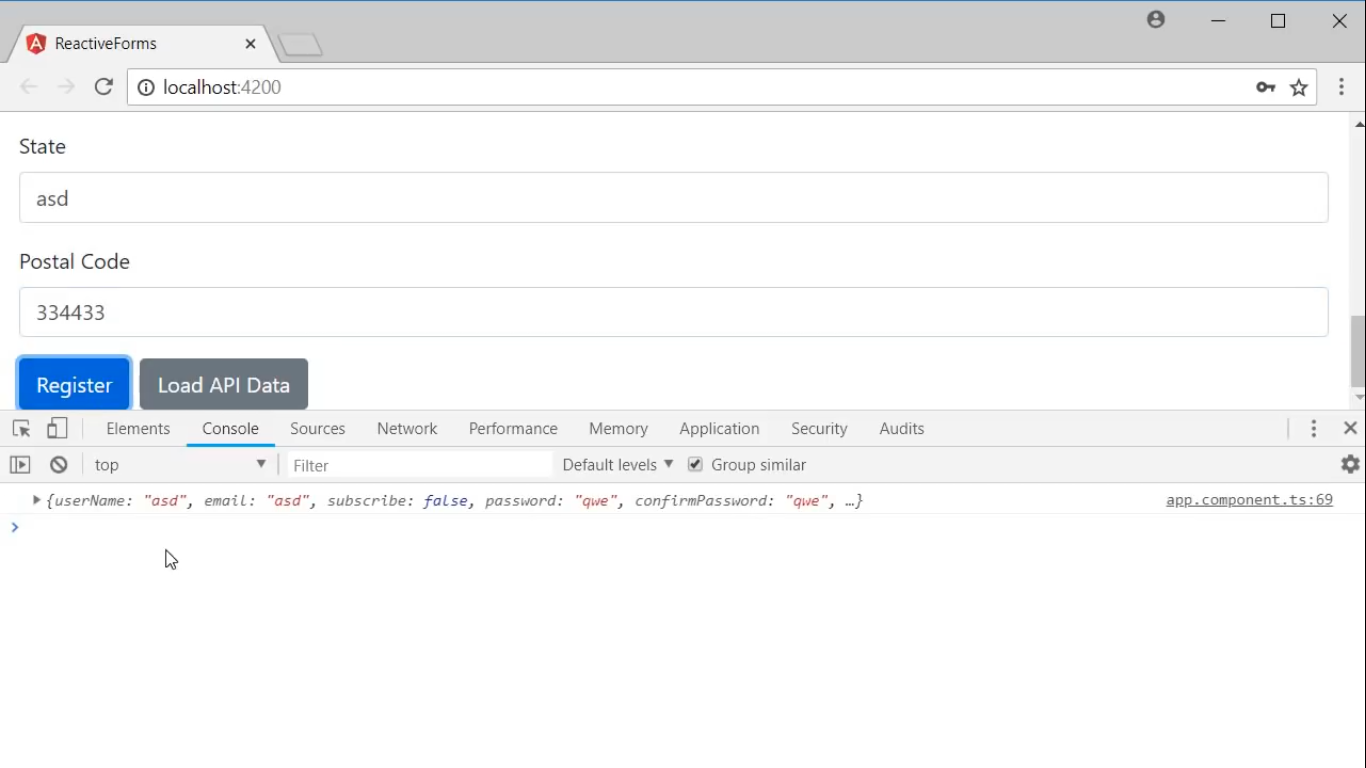 ReactiveForms
localhost:4200
State
asd
Postal Code
334433
Register Load API Data
Elements Console Sources Network Performance Memory Application Security Audits
top Filter Default levels Group similar
{userName: "asd", email: "asd", subscribe: false, password: "qwe", confirmPassword: "qwe", …} app.component.ts:69